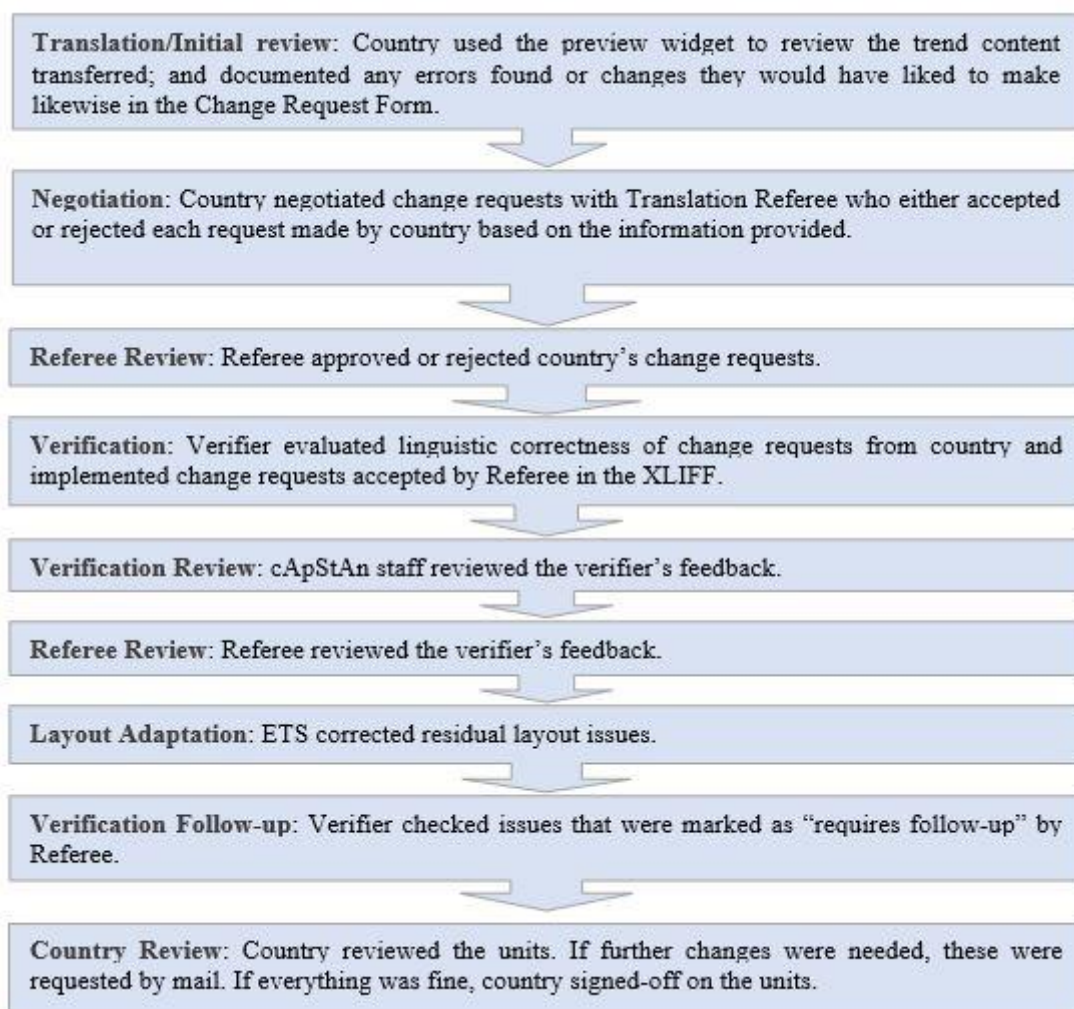 Translation/Initial review: Country used the preview widget to review the trend content
transferred; and documented any errors found or changes they would have liked to make
likewise in the Change Request Form.
Negotiation: Country negotiated change requests with Translation Referee who either accepted
or rejected each request made by country based on the information provided.
Referee Review: Referee approved or rejected country’s change requests.
Verification: Verifier evaluated linguistic correctness of change requests from country and
implemented change requests accepted by Referee in the XLIFF.
Verification Review: cApStAn staff reviewed the verifier’s feedback.
Referee Review: Referee reviewed the verifier’s feedback.
Layout Adaptation: ETS corrected residual layout issues.
Verification Follow-up: Verifier checked issues that were marked as “requires follow-up” by
Referee.
Country Review: Country reviewed the units. If further changes were needed, these were
requested by mail. If everything was fine, country signed-off on the units.